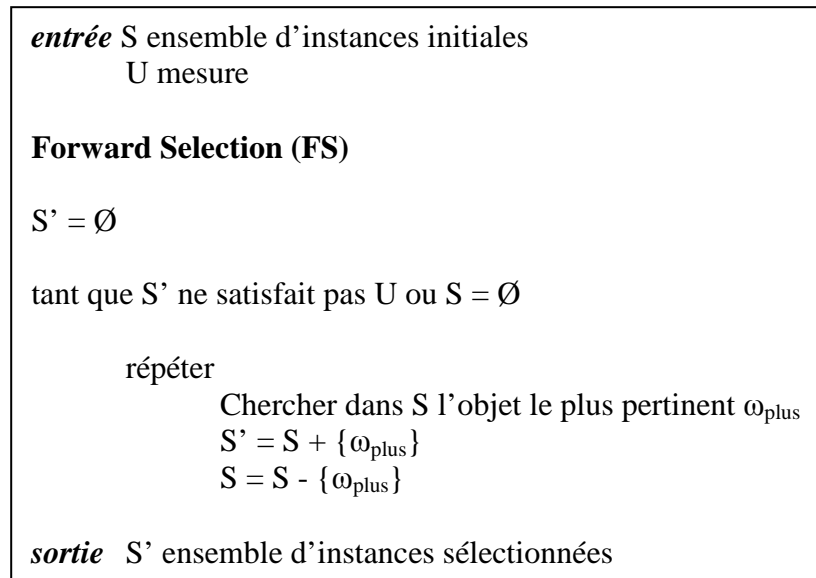 entrée S ensemble d’instances initiales
U mesure
Forward Selection (FS)
S’ = Ø
tant que S’ ne satisfait pas U ou S = Ø
répéter
Chercher dans S l’objet le plus pertinent ωplus
S’ = S + {ωplus}
S = S - {ωplus}
sortie S’ ensemble d’instances sélectionnées